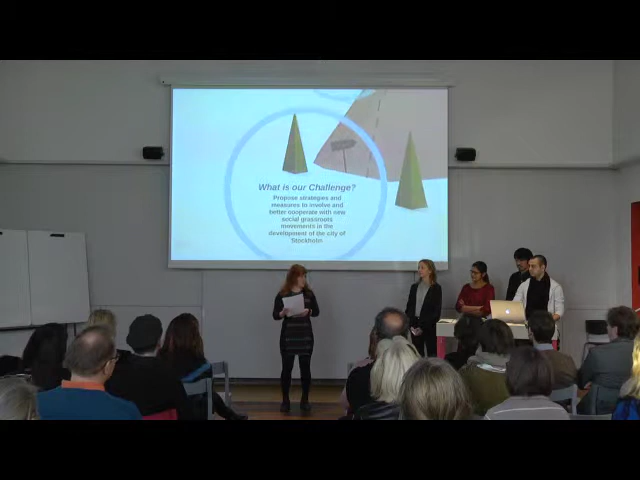 What is our Challenge?
Propose strategies and
measures to involve and
better cooperate with new
social grassroots
movements in the
development of the city of
Stockholm